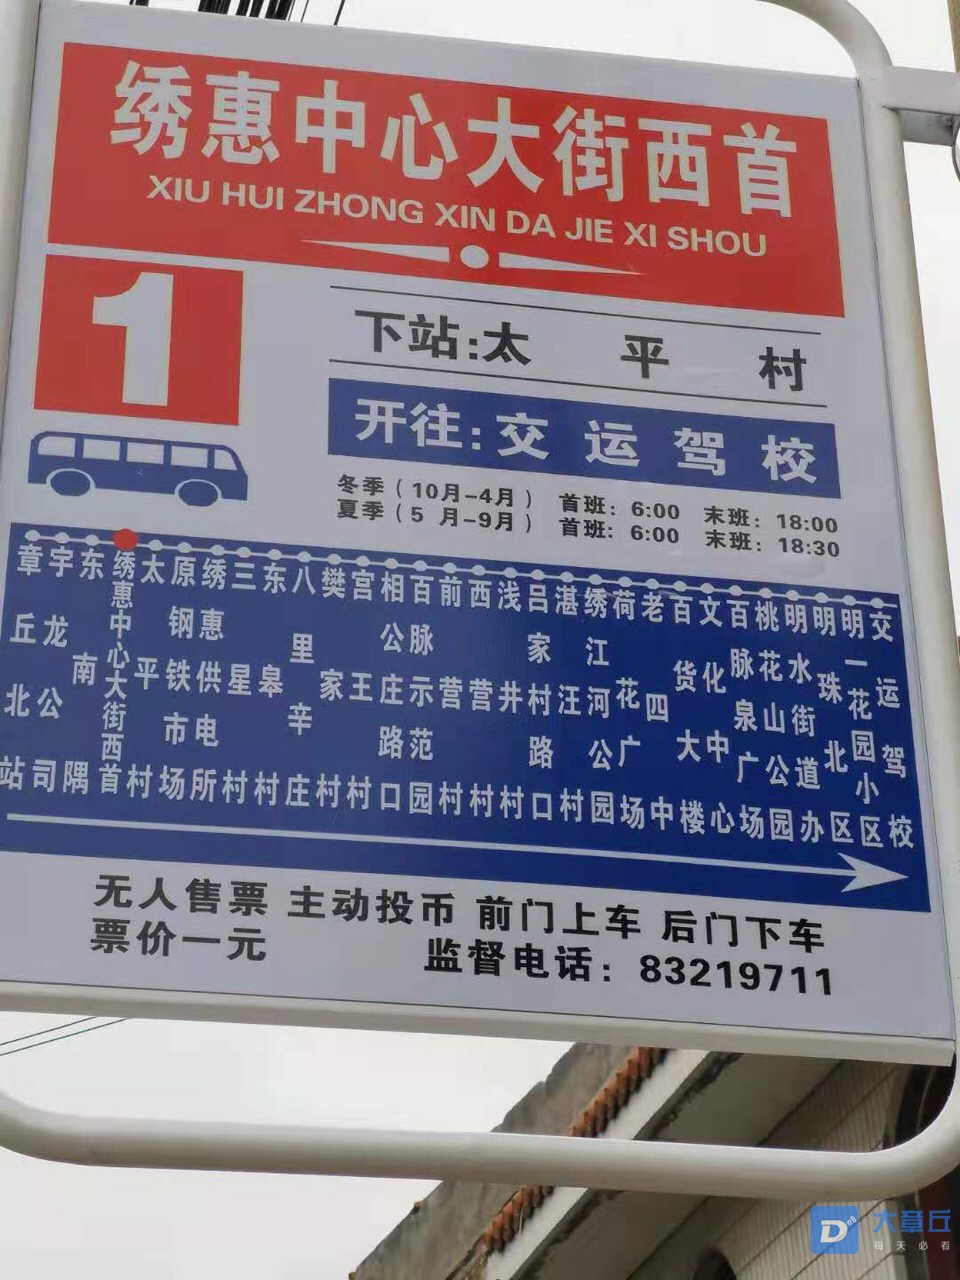 绣惠中心大街西首
XIU HUI ZHONG XIN DA JIE XI SHOU
1
下站:太平村
开往:交运驾校
冬季(10月-4月) 首班: 6:00 末班: 18:00
夏季(5月-9月) 首班: 6:00 末班: 18:30
章丘北站
宇龙公司
东南隅
绣惠中心大街西首
太平村
原钢铁市场
绣惠供电所
三星村
东皋村
八里辛庄
樊家村
宫王村
相公庄路口
百脉示范园
前营村
西营村
浅井村
吕家村路口
湛汪村
绣江河公园
荷花广场
老四中
百货大楼
文化中心
百脉泉广场
桃花山公园
明水街道办
明珠北区
明一花园小区
交运驾校
无人售票 主动投币 前门上车 后门下车
票价一元 监督电话: 83219711
大章丘
每天必看